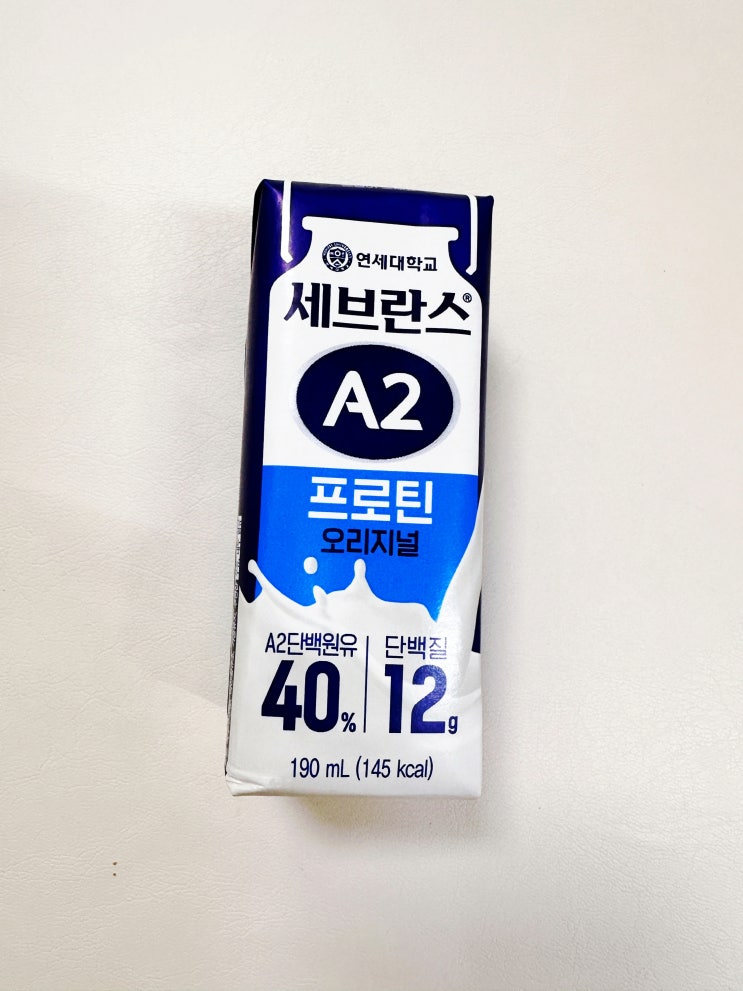 연세대학교
세브란스®
A2
프로틴
오리지널
A2단백원유
40%
단백질
12g
190 mL (145 kcal)